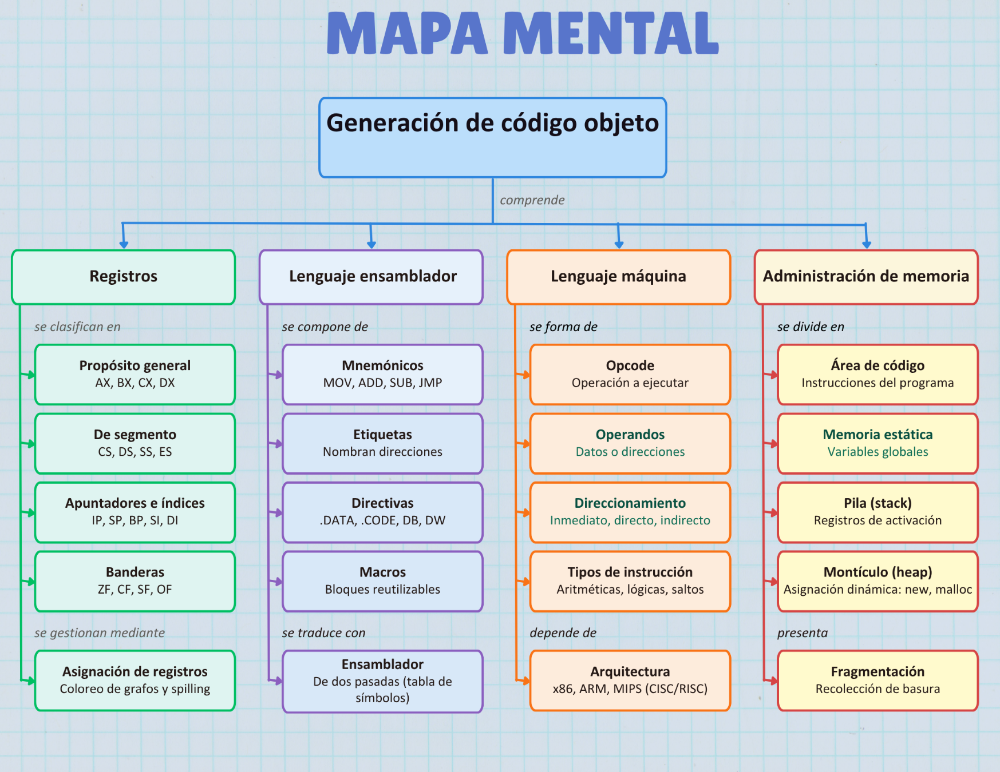 MAPA MENTAL
Generación de código objeto
comprende
Registros
se clasifican en
Propósito general
AX, BX, CX, DX
De segmento
CS, DS, SS, ES
Apuntadores e índices
IP, SP, BP, SI, DI
Banderas
ZF, CF, SF, OF
se gestionan mediante
Asignación de registros
Coloreo de grafos y spilling
Lenguaje ensamblador
se compone de
Mnemónicos
MOV, ADD, SUB, JMP
Etiquetas
Nombran direcciones
Directivas
.DATA, .CODE, DB, DW
Macros
Bloques reutilizables
se traduce con
Ensamblador
De dos pasadas (tabla de
símbolos)
Lenguaje máquina
se forma de
Opcode
Operación a ejecutar
Operandos
Datos o direcciones
Direccionamiento
Inmediato, directo, indirecto
Tipos de instrucción
Aritméticas, lógicas, saltos
depende de
Arquitectura
x86, ARM, MIPS (CISC/RISC)
Administración de memoria
se divide en
Área de código
Instrucciones del programa
Memoria estática
Variables globales
Pila (stack)
Registros de activación
Montículo (heap)
Asignación dinámica: new, malloc
presenta
Fragmentación
Recolección de basura